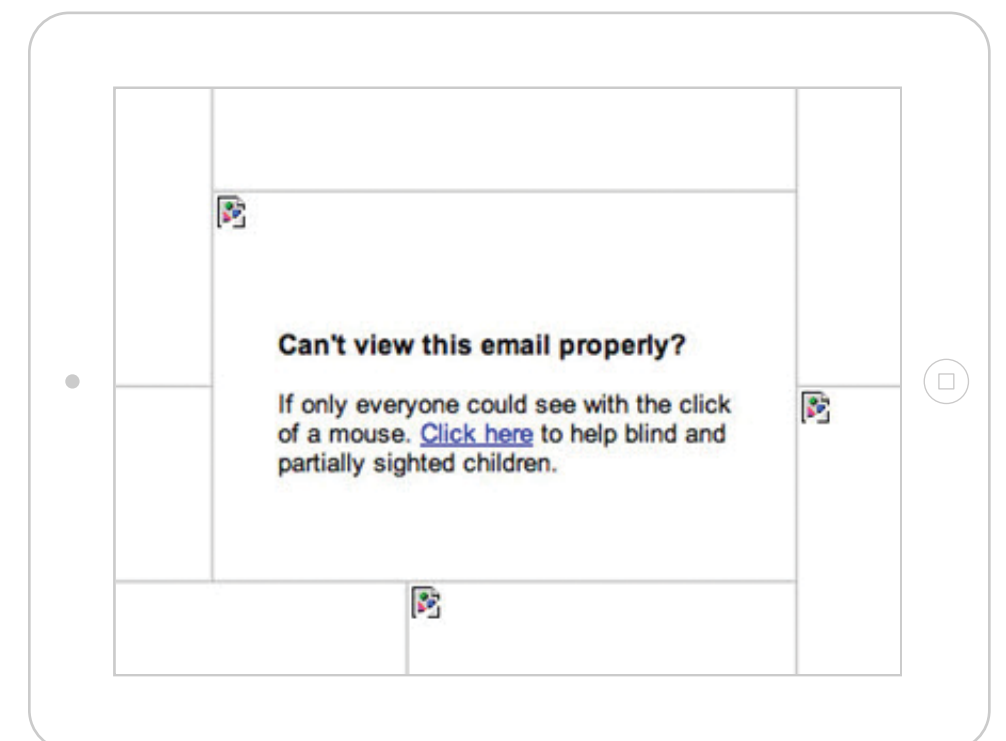 Can't view this email properly?
If only everyone could see with the click
of a mouse. Click here to help blind and
partially sighted children.